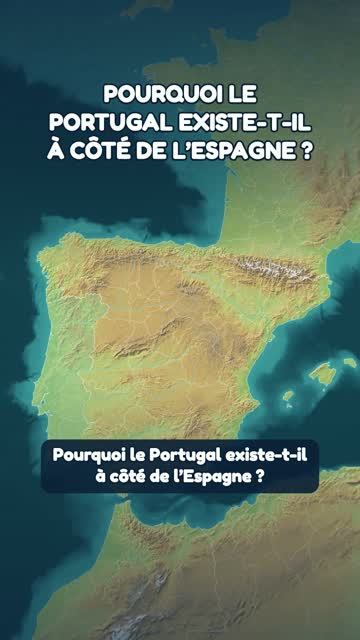 POURQUOI LE
PORTUGAL EXISTE-T-IL
À CÔTÉ DE L'ESPAGNE ?
Pourquoi le Portugal existe-t-il
à côté de l'Espagne ?